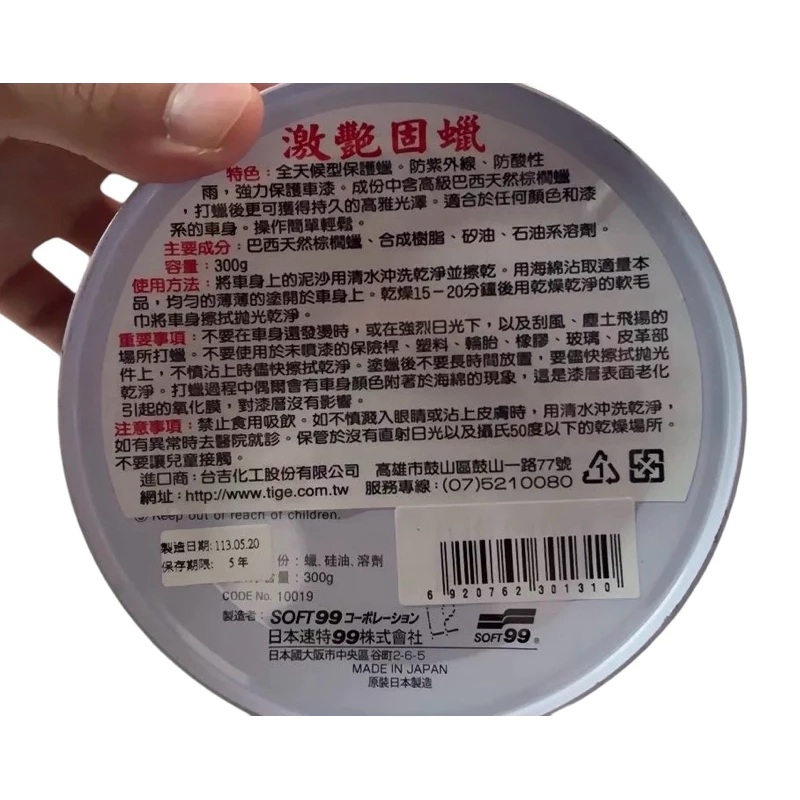 激艷固蠟
特色：全天候型保護蠟。防紫外線、防酸性
雨，強力保護車漆。成份中含高級巴西天然棕櫚蠟
，打蠟後更可獲得持久的高雅光澤。適合於任何顏色和漆
系的車身。操作簡單輕鬆。
主要成分：巴西天然棕櫚蠟、合成樹脂、矽油、石油系溶劑。
容量：300g
使用方法：將車身上的泥沙用清水沖洗乾淨並擦乾。用海綿沾取適量本
品，均勻的薄薄的塗開於車身上。乾燥15－20分鐘後用乾燥乾淨的軟毛
巾將車身擦拭拋光乾淨。
重要事項：不要在車身還發燙時，或在強烈日光下，以及刮風、塵土飛揚的
場所打蠟。不要使用於未噴漆的保險桿、塑料、輪胎、橡膠、玻璃、皮革部
件上，不慎沾上時儘快擦拭乾淨。塗蠟後不要長時間放置，要儘快擦拭拋光
乾淨。打蠟過程中偶爾會有車身顏色附著於海綿的現象，這是漆層表面老化
引起的氧化膜，對漆層沒有影響。
注意事項：禁止食用吸飲。如不慎濺入眼睛或沾上皮膚時，用清水沖洗乾淨，
如有異常時去醫院就診。保管於沒有直射日光以及攝氏50度以下的乾燥場所。
不要讓兒童接觸。
進口商：台吉化工股份有限公司 高雄市鼓山區鼓山一路77號
網址：http://www.tige.com.tw 服務專線：(07)5210080
Keep out of reach of children.
製造日期：113.05.20
保存期限： 5 年
份：蠟、硅油、溶劑
量：300g
CODE No. 10019
6 920762 301310
製造者：SOFT99コーポレーション
日本速特99株式會社
SOFT99®
日本國大阪市中央區谷町2-6-5
MADE IN JAPAN
原裝日本製造